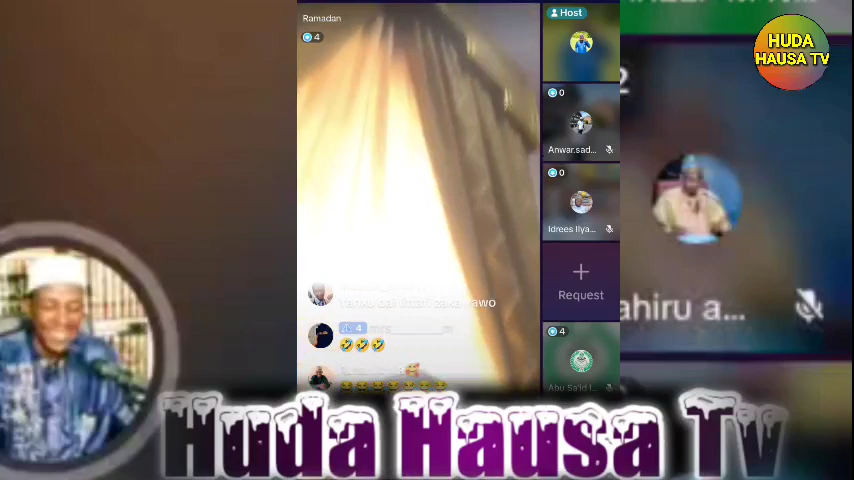 Ramadan
4
Host
0
Anwar.sad...
0
Idrees Ilya...
+
Request
4
Abu Sa'id I...
HUDA
HAUSA TV
ahiru a...
4
🤣🤣🤣
😂😂😂😂😂😂😂
Huda Hausa Tv